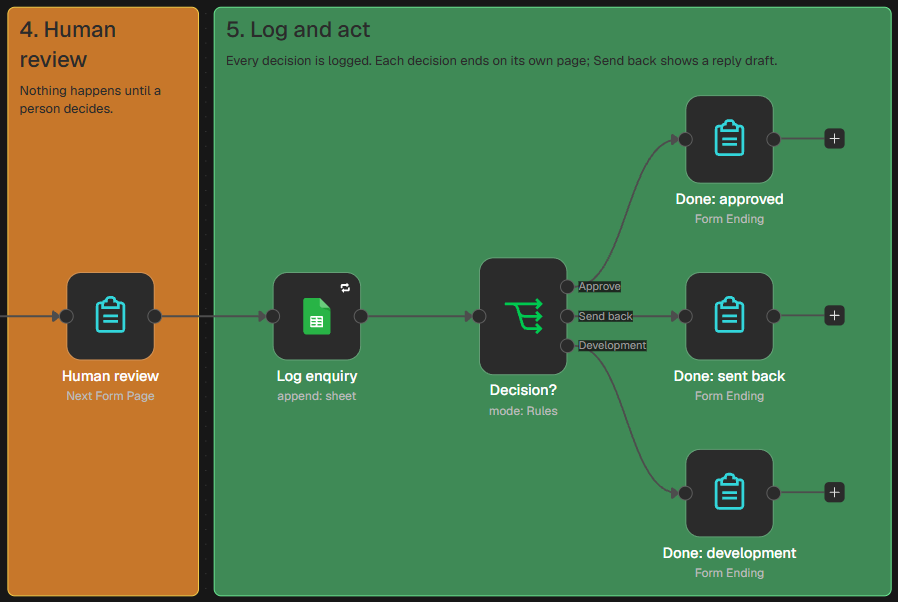 4. Human
review
Nothing happens until a
person decides.
Human review
Next Form Page
5. Log and act
Every decision is logged. Each decision ends on its own page; Send back shows a reply draft.
Log enquiry
append: sheet
Approve
Send back
Development
Decision?
mode: Rules
Done: approved
Form Ending
Done: sent back
Form Ending
Done: development
Form Ending